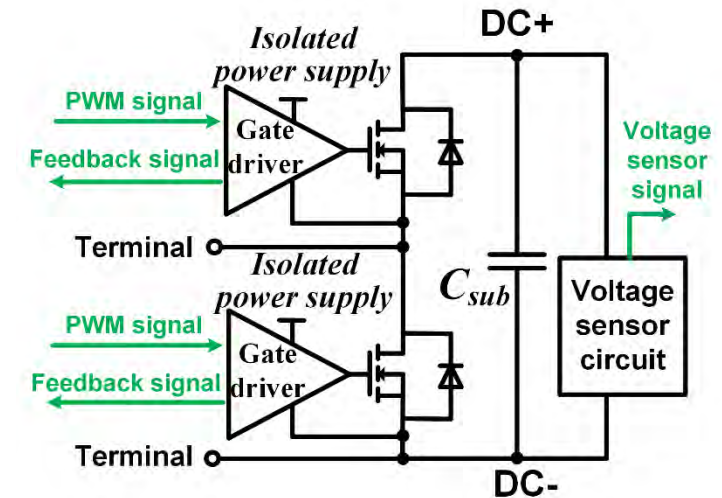 DC+
Isolated
power supply
PWM signal
Gate
driver
Feedback signal
Voltage
sensor
signal
Terminal
Isolated
power supply
C_sub
Voltage
sensor
circuit
PWM signal
Gate
driver
Feedback signal
Terminal
DC-